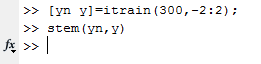 >> [yn y]=itrain(300,-2:2);
>> stem(yn,y)
fx >>